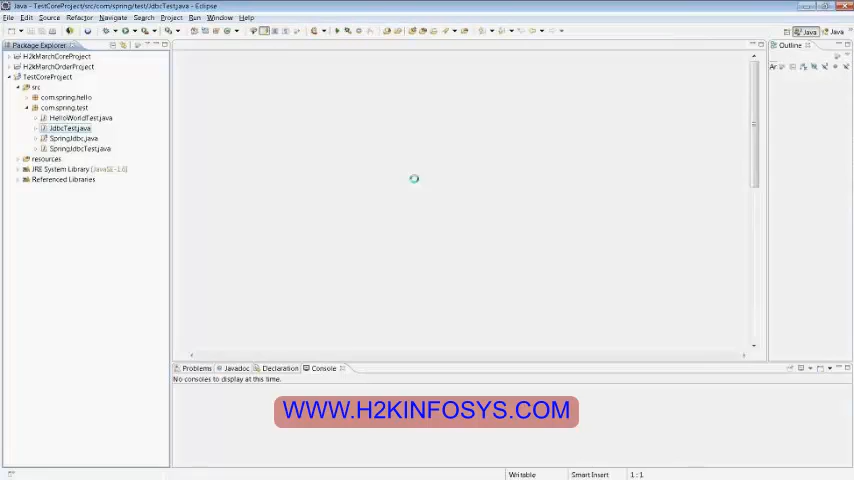 Java - TestCoreProject/src/com/spring/test/JdbcTest.java - Eclipse
File Edit Source Refactor Navigate Search Project Run Window Help
Java Java
Package Explorer
Outline
H2kMarchCoreProject
H2kMarchOrderProject
TestCoreProject
src
com.spring.hello
com.spring.test
HelloWorldTest.java
JdbcTest.java
SpringJdbc.java
SpringJdbcTest.java
resources
JRE System Library
Referenced Libraries
Problems Javadoc Declaration Console
No consoles to display at this time.
WWW.H2KINFOSYS.COM
Writable Smart Insert 1 : 1